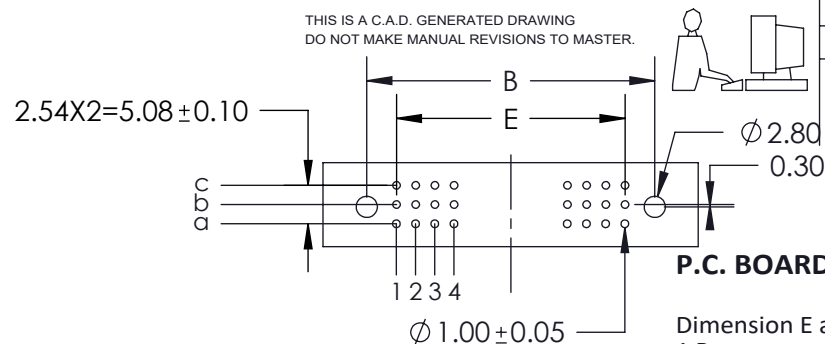 THIS IS A C.A.D. GENERATED DRAWING
DO NOT MAKE MANUAL REVISIONS TO MASTER.
B
2.54X2=5.08±0.10
E
Ø2.80
0.30
c
b
a
1 2 3 4
P.C. BOARD
Ø1.00±0.05
Dimension E a